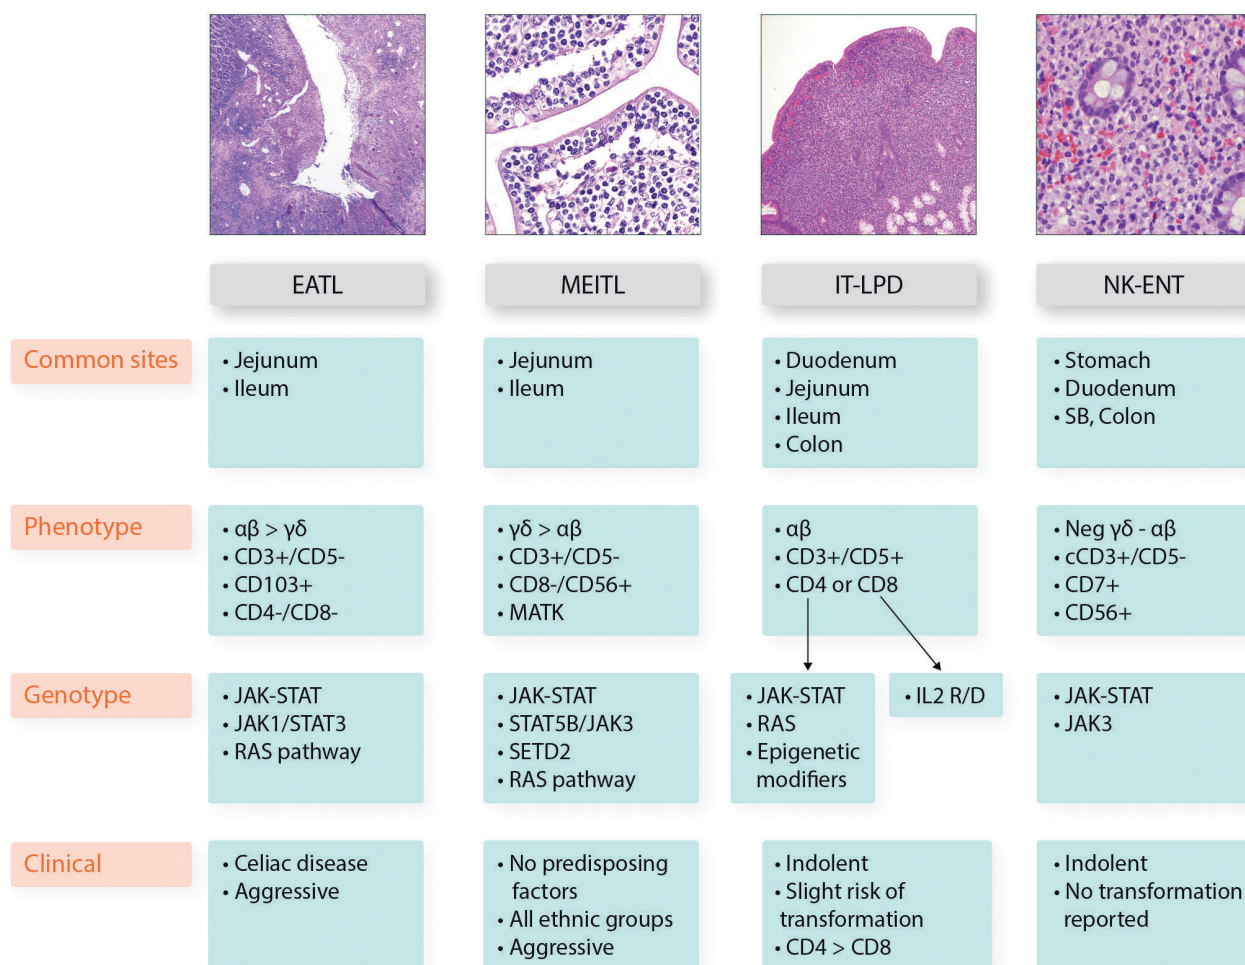 EATL
MEITL
IT-LPD
NK-ENT
Common sites
• Jejunum
• Ileum
• Jejunum
• Ileum
• Duodenum
• Jejunum
• Ileum
• Colon
• Stomach
• Duodenum
• SB, Colon
Phenotype
• αβ > γδ
• CD3+/CD5-
• CD103+
• CD4-/CD8-
• γδ > αβ
• CD3+/CD5-
• CD8-/CD56+
• MATK
• αβ
• CD3+/CD5+
• CD4 or CD8
• Neg γδ - αβ
• cCD3+/CD5-
• CD7+
• CD56+
Genotype
• JAK-STAT
• JAK1/STAT3
• RAS pathway
• JAK-STAT
• STAT5B/JAK3
• SETD2
• RAS pathway
• JAK-STAT
• RAS
• Epigenetic
modifiers
• IL2 R/D
• JAK-STAT
• JAK3
Clinical
• Celiac disease
• Aggressive
• No predisposing
factors
• All ethnic groups
• Aggressive
• Indolent
• Slight risk of
transformation
• CD4 > CD8
• Indolent
• No transformation
reported